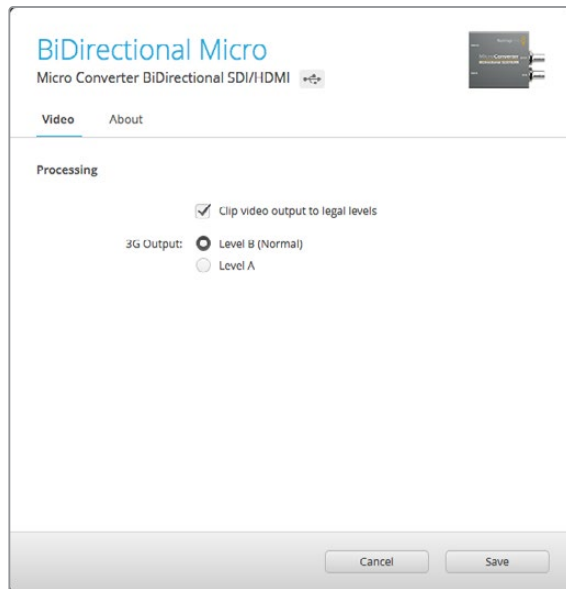 BiDirectional Micro
Micro Converter BiDirectional SDI/HDMI
Video About
Processing
Clip video output to legal levels
3G Output: Level B (Normal)
Level A
Cancel Save